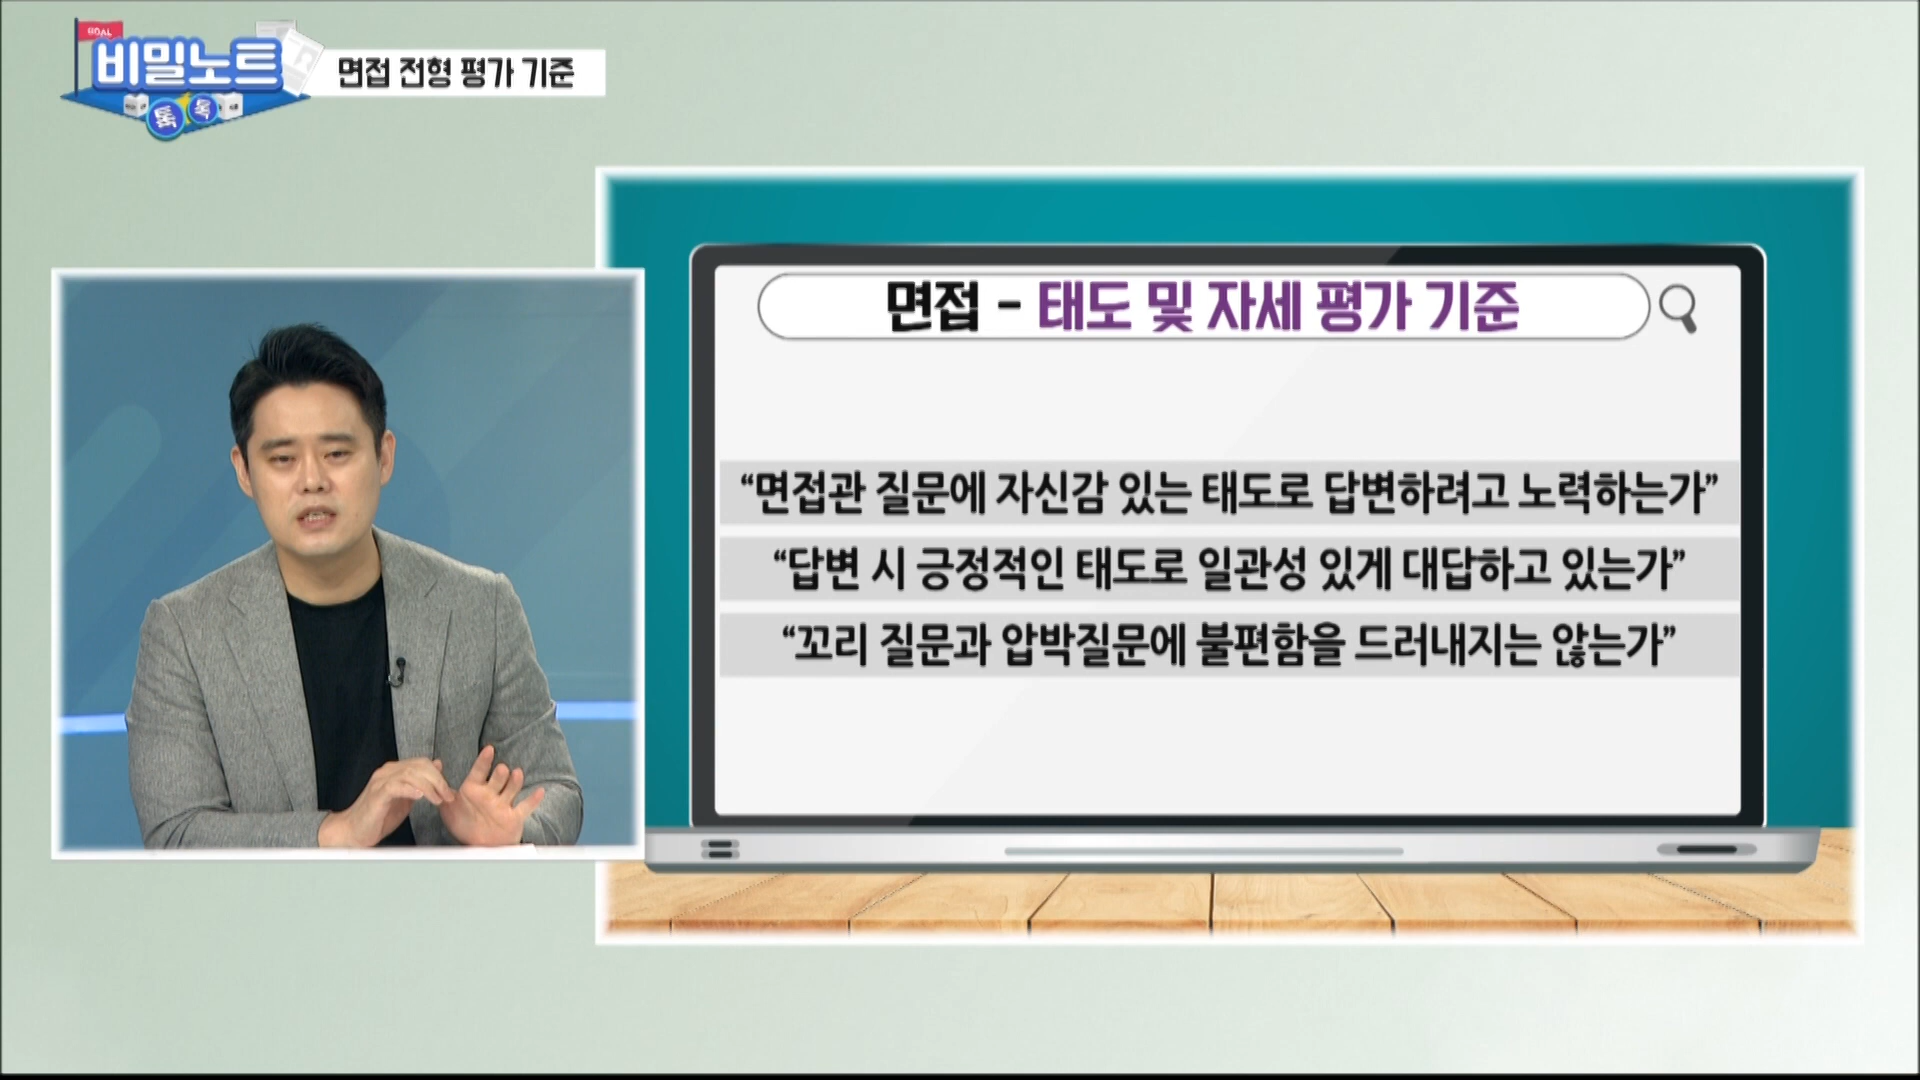 GOAL
비밀노트
톡톡
면접 전형 평가 기준
면접 - 태도 및 자세 평가 기준
“면접관 질문에 자신감 있는 태도로 답변하려고 노력하는가”
“답변 시 긍정적인 태도로 일관성 있게 대답하고 있는가”
“꼬리 질문과 압박질문에 불편함을 드러내지는 않는가”